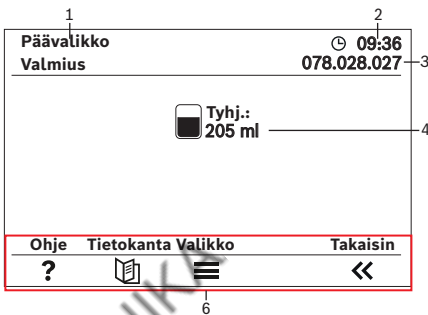 1 2
Päävalikko 09:36
Valmius 078.028.027 3
Tyhj.:
205 ml 4
Ohje Tietokanta Valikko Takaisin
?
6